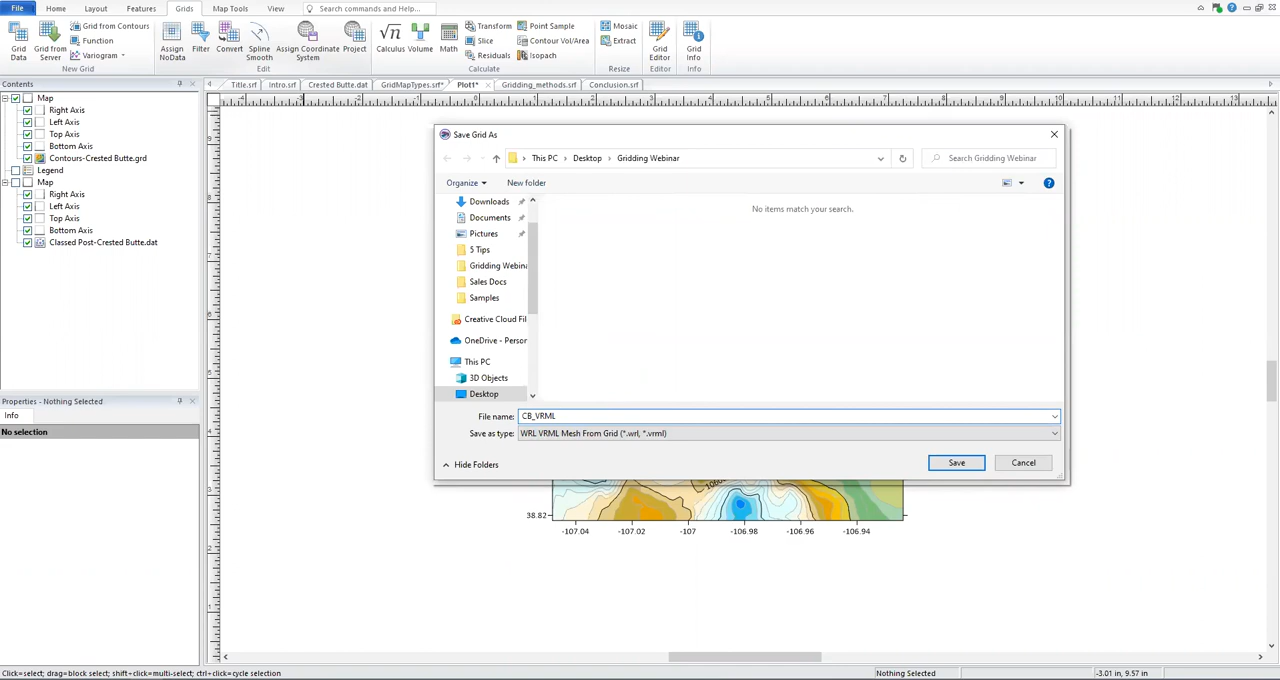 File Home Layout Features Grids Map Tools View Search commands and Help...
Grid Data
Grid from Server
Grid from Contours
Function
Variogram
New Grid
Assign NoData
Filter
Convert
Spline Smooth
Assign Coordinate System
Project
Edit
Calculus
Volume
Math
Transform
Slice
Residuals
Point Sample
Contour Vol/Area
Isopach
Calculate
Mosaic
Extract
Resize
Grid Editor
Editor
Grid Info
Info
Contents
Title.srf Intro.srf Crested Butte.dat GridMapTypes.srf* Plot1* Gridding_methods.srf Conclusion.srf
Map
Right Axis
Left Axis
Top Axis
Bottom Axis
Contours-Crested Butte.grd
Legend
Map
Right Axis
Left Axis
Top Axis
Bottom Axis
Classed Post-Crested Butte.dat
Properties - Nothing Selected
Info
No selection
Save Grid As
This PC > Desktop > Gridding Webinar
Search Gridding Webinar
Organize New folder
Downloads
Documents
Pictures
5 Tips
Gridding Webina
Sales Docs
Samples
Creative Cloud Fil
OneDrive - Person
This PC
3D Objects
Desktop
No items match your search.
File name: CB_VRML
Save as type: WRL VRML Mesh From Grid (*.wrl, *.vrml)
Hide Folders
Save Cancel
38.82
-107.04 -107.02 -107 -106.98 -106.96 -106.94
Click=select; drag=block select; shift+click=multi-select; ctrl+click=cycle selection
Nothing Selected
-3.01 in, 9.57 in